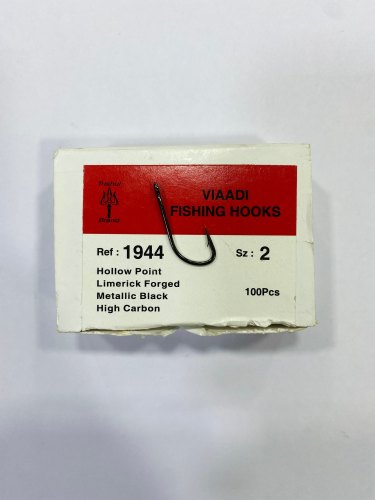 VIAADI
FISHING HOOKS
Ref : 1944
Sz : 2
Hollow Point
Limerick Forged
Metallic Black
High Carbon
100Pcs